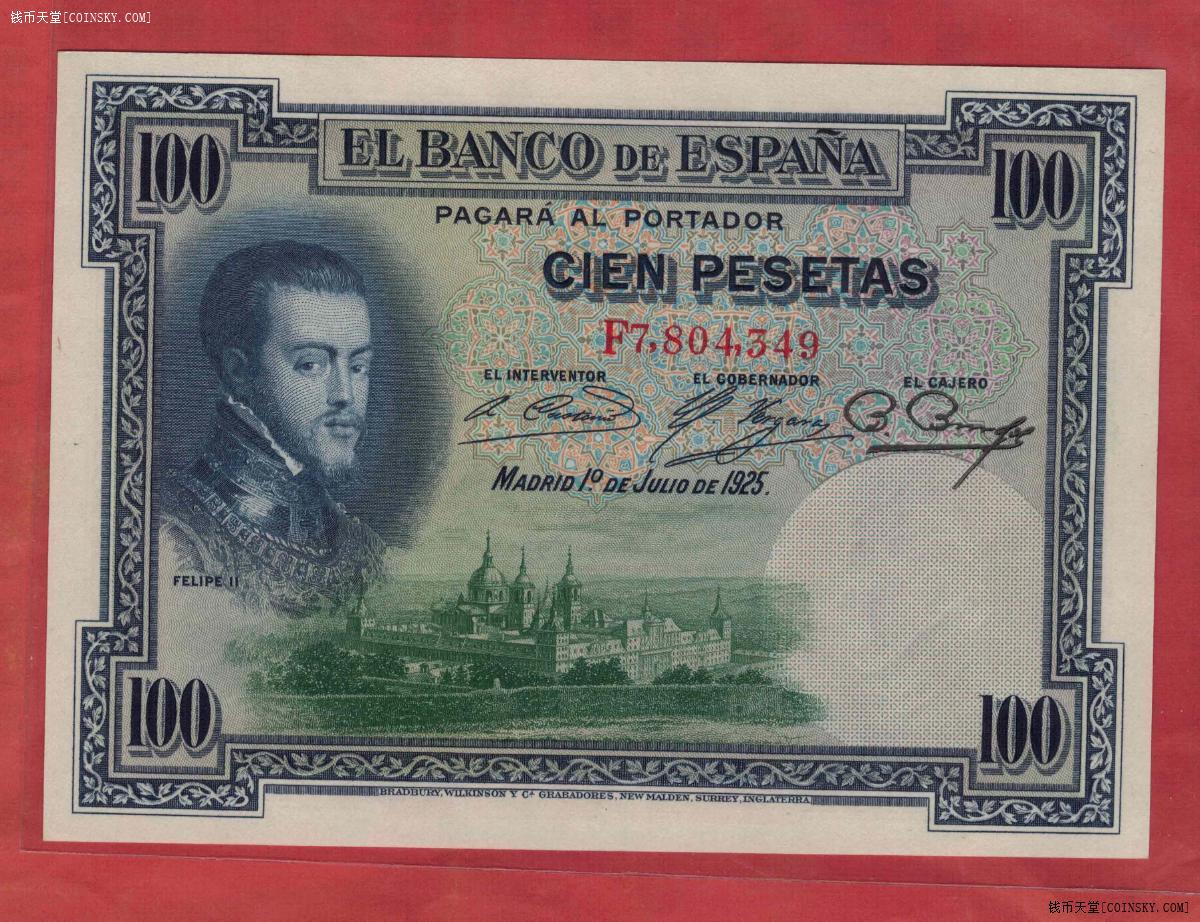 钱币天堂[COINSKY.COM]
100
EL BANCO DE ESPAÑA
100
PAGARÁ AL PORTADOR
CIEN PESETAS
F7,804,349
EL INTERVENTOR
EL GOBERNADOR
EL CAJERO
MADRID 1.º DE JULIO DE 1925.
FELIPE II
100
100
BRADBURY, WILKINSON Y Cª GRABADORES, NEW MALDEN, SURREY, INGLATERRA
钱币天堂[COINSKY.COM]